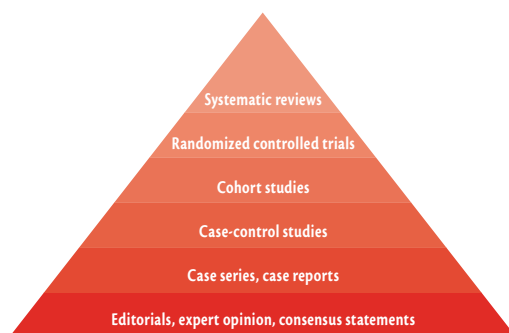 Systematic reviews
Randomized controlled trials
Cohort studies
Case-control studies
Case series, case reports
Editorials, expert opinion, consensus statements